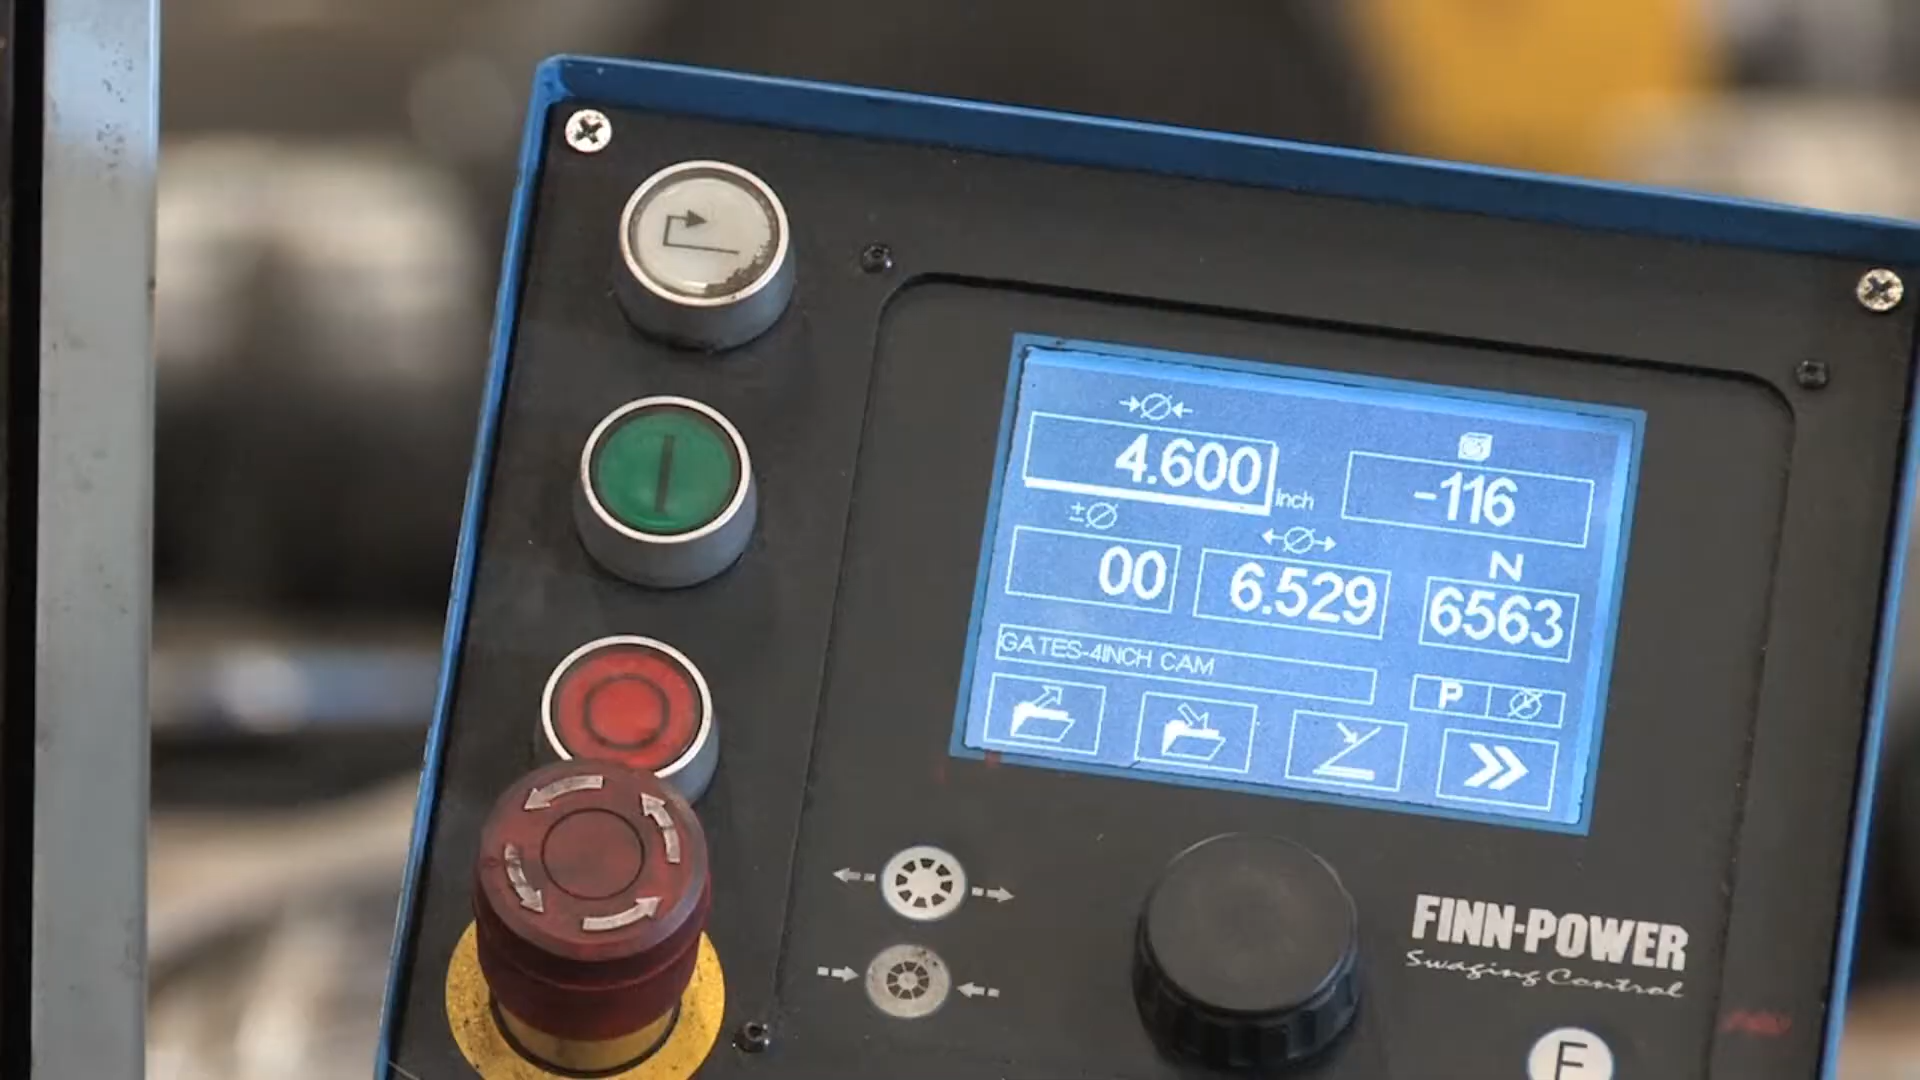 4.600 inch
-116
00
6.529
N
6563
GATES-4INCH CAM
P
FINN-POWER
Swaging Control
E